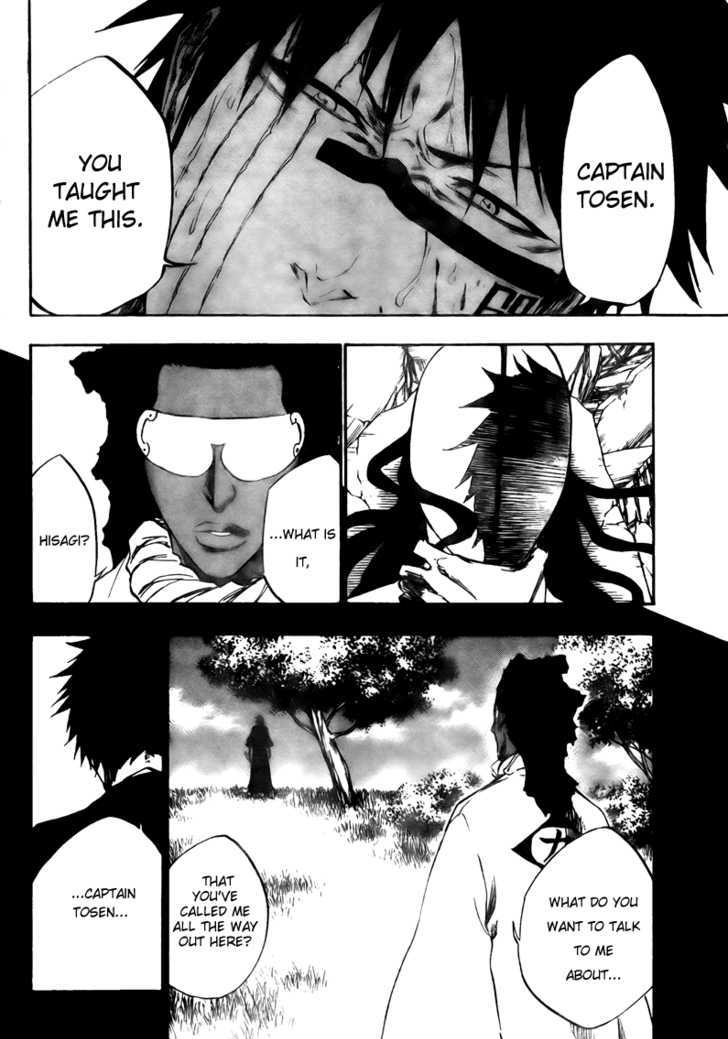 CAPTAIN
TOSEN.
YOU
TAUGHT
ME THIS.
69
...WHAT IS
IT,
HISAGI?
WHAT DO YOU
WANT TO TALK
TO ME
ABOUT...
THAT
YOU'VE
CALLED ME
ALL THE WAY
OUT HERE?
...CAPTAIN
TOSEN...